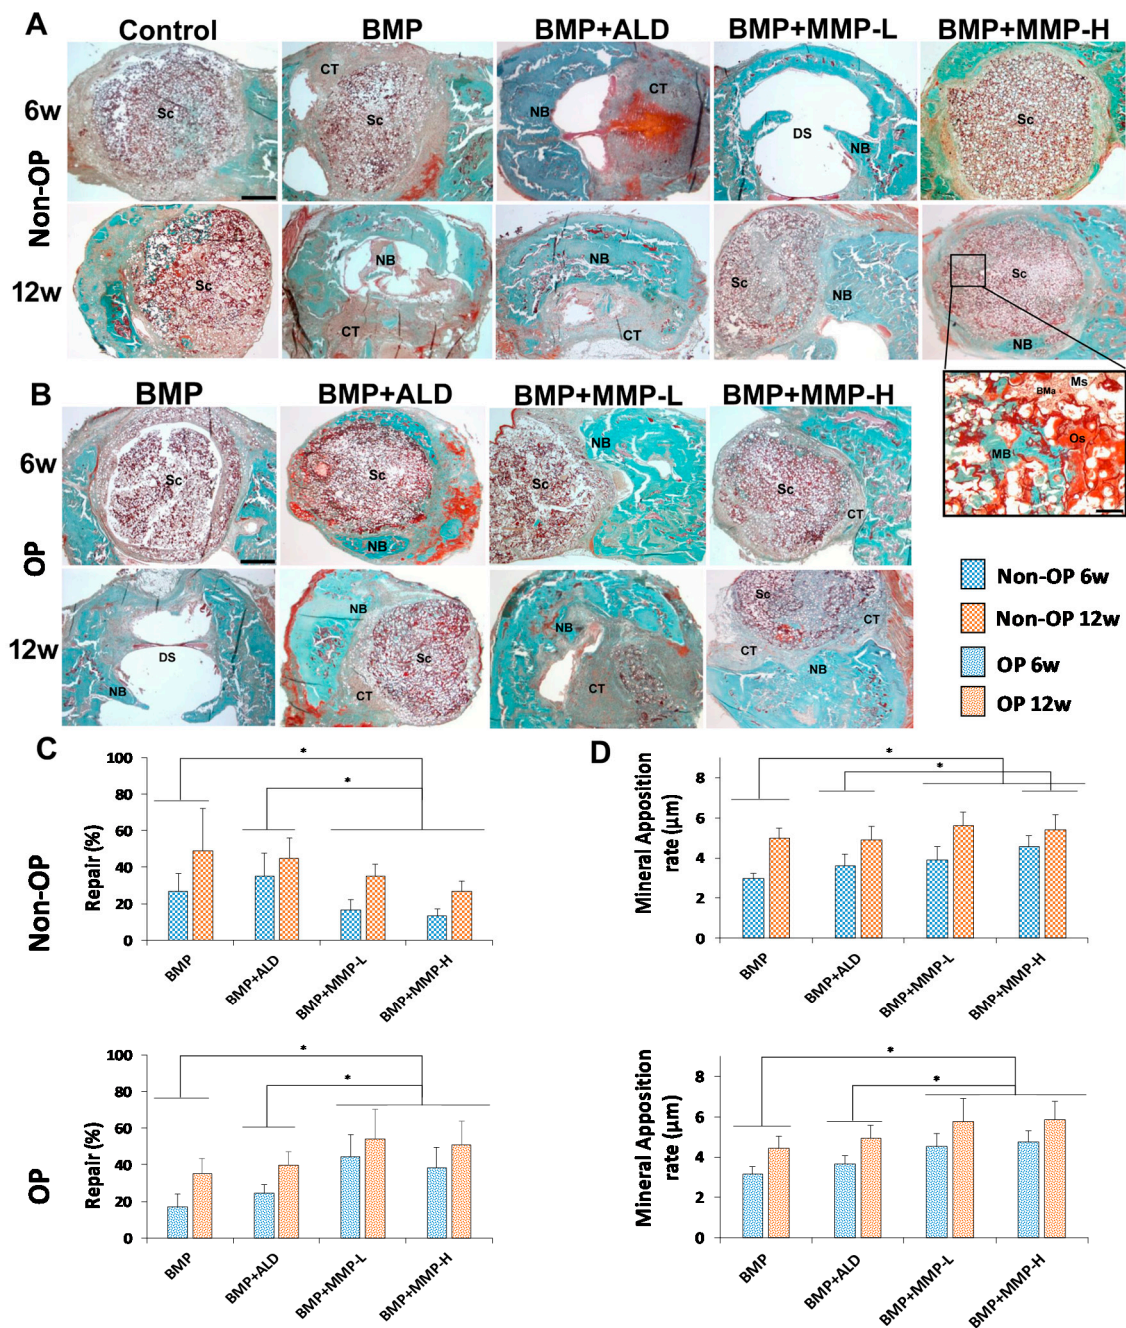 A
Control
BMP
BMP+ALD
BMP+MMP-L
BMP+MMP-H
Non-OP
6w
Sc
CT
Sc
NB
CT
DS
NB
Sc
12w
Sc
NB
CT
NB
CT
Sc
NB
Sc
NB
Ms
BMa
Os
MB
B
BMP
BMP+ALD
BMP+MMP-L
BMP+MMP-H
OP
6w
Sc
Sc
NB
NB
Sc
Sc
CT
12w
DS
NB
NB
Sc
CT
NB
CT
Sc
CT
NB
Non-OP 6w
Non-OP 12w
OP 6w
OP 12w
C
Non-OP
Repair (%)
100
80
60
40
20
0
*
*
BMP
BMP+ALD
BMP+MMP-L
BMP+MMP-H
D
Mineral Apposition
rate (μm)
8
6
4
2
0
*
*
BMP
BMP+ALD
BMP+MMP-L
BMP+MMP-H
OP
Repair (%)
100
80
60
40
20
0
*
*
BMP
BMP+ALD
BMP+MMP-L
BMP+MMP-H
Mineral Apposition
rate (μm)
8
6
4
2
0
*
*
BMP
BMP+ALD
BMP+MMP-L
BMP+MMP-H